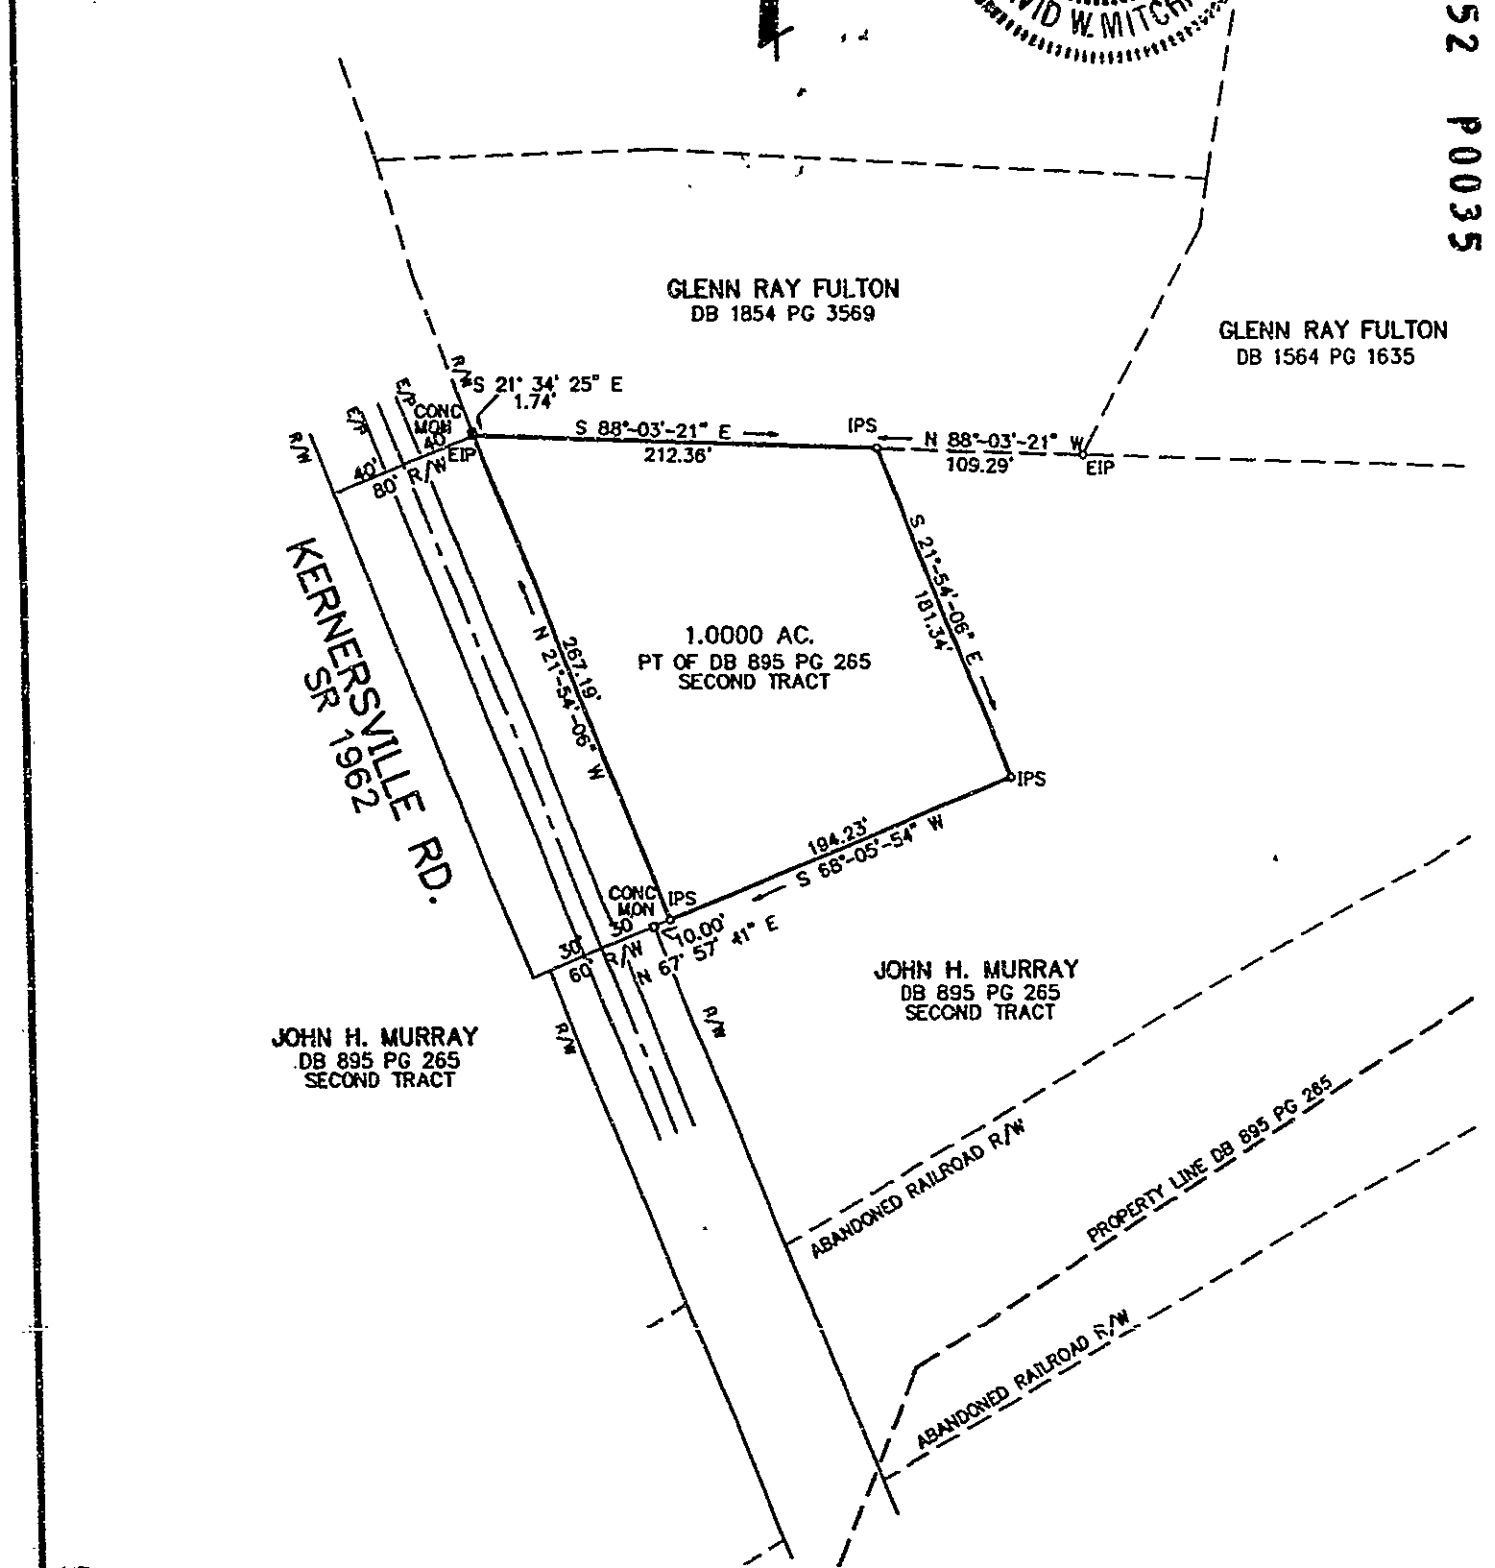 W. MITCH
52 P0035
GLENN RAY FULTON
DB 1854 PG 3569
GLENN RAY FULTON
DB 1564 PG 1635
R/W
S 21° 34' 25" E
1.74'
E/P
E/P
R/W
CONC
MON
40'
EIP
40'
80' R/W
S 88°-03'-21" E
212.36'
IPS
N 88°-03'-21" W
109.29'
EIP
S 21°-54'-06" E
181.34'
KERNERSVILLE RD.
SR 1962
267.19'
N 21°-54'-06" W
1.0000 AC.
PT OF DB 895 PG 265
SECOND TRACT
IPS
194.23'
S 68°-05'-54" W
CONC
MON
IPS
30'
30'
60' R/W
10.00'
N 67° 57' 41" E
JOHN H. MURRAY
DB 895 PG 265
SECOND TRACT
R/W
R/W
JOHN H. MURRAY
DB 895 PG 265
SECOND TRACT
ABANDONED RAILROAD R/W
PROPERTY LINE DB 895 PG 265
ABANDONED RAILROAD R/W